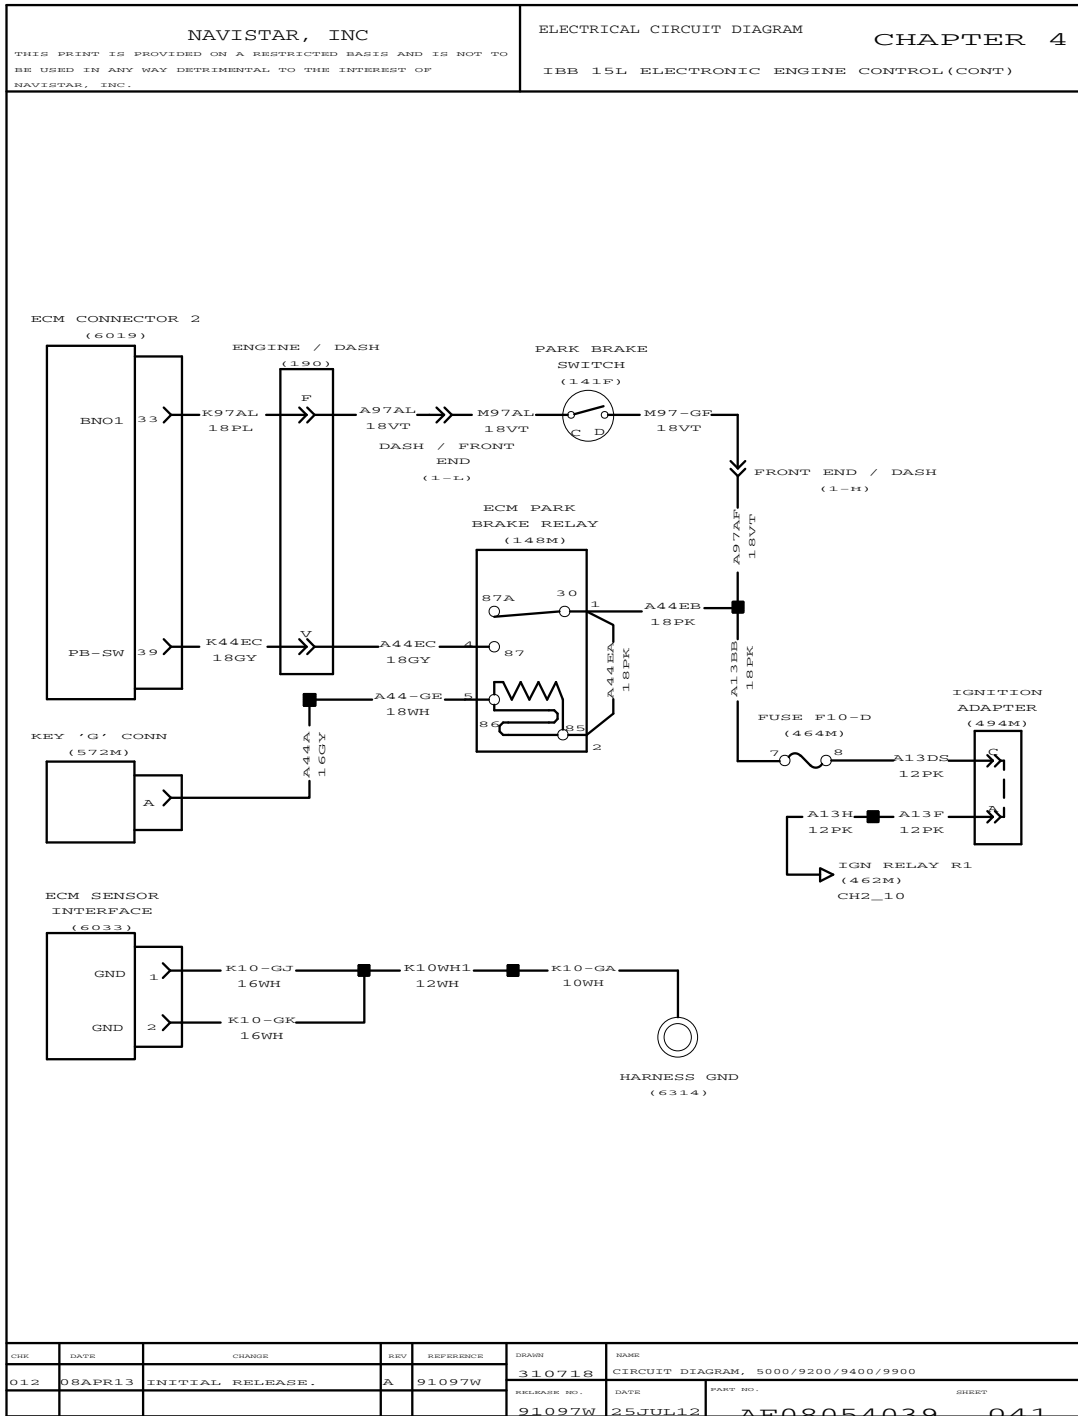 NAVISTAR, INC
THIS PRINT IS PROVIDED ON A RESTRICTED BASIS AND IS NOT TO
BE USED IN ANY WAY DETRIMENTAL TO THE INTEREST OF
NAVISTAR, INC.
ELECTRICAL CIRCUIT DIAGRAM
CHAPTER 4
IBB 15L ELECTRONIC ENGINE CONTROL(CONT)
ECM CONNECTOR 2
(6019)
BNO1 33
K97AL
18PL
ENGINE / DASH
(190)
F
A97AL
18VT
DASH / FRONT
END
(1-L)
M97AL
18VT
PARK BRAKE
SWITCH
(141F)
C D
M97-GF
18VT
FRONT END / DASH
(1-M)
A97AF
18VT
ECM PARK
BRAKE RELAY
(148M)
87A
30
1
A44EB
18PK
PB-SW 39
K44EC
18GY
V
A44EC
18GY
4
87
A44EA
18PK
A13BB
18PK
A44-GE
18WH
5
86
85
2
KEY 'G' CONN
(572M)
A
A44A
16GY
FUSE F10-D
(464M)
7
8
A13DS
12PK
IGNITION
ADAPTER
(494M)
C
A
A13H
12PK
A13F
12PK
IGN RELAY R1
(462M)
CH2_10
ECM SENSOR
INTERFACE
(6033)
GND 1
K10-GJ
16WH
K10WH1
12WH
K10-GA
10WH
GND 2
K10-GK
16WH
HARNESS GND
(6314)
CHK DATE CHANGE REV REFERENCE
012 08APR13 INITIAL RELEASE. A 91097W
DRAWN
310718
NAME
CIRCUIT DIAGRAM, 5000/9200/9400/9900
RELEASE NO.
91097W
DATE
25JUL12
PART NO.
AF08054039
SHEET
041